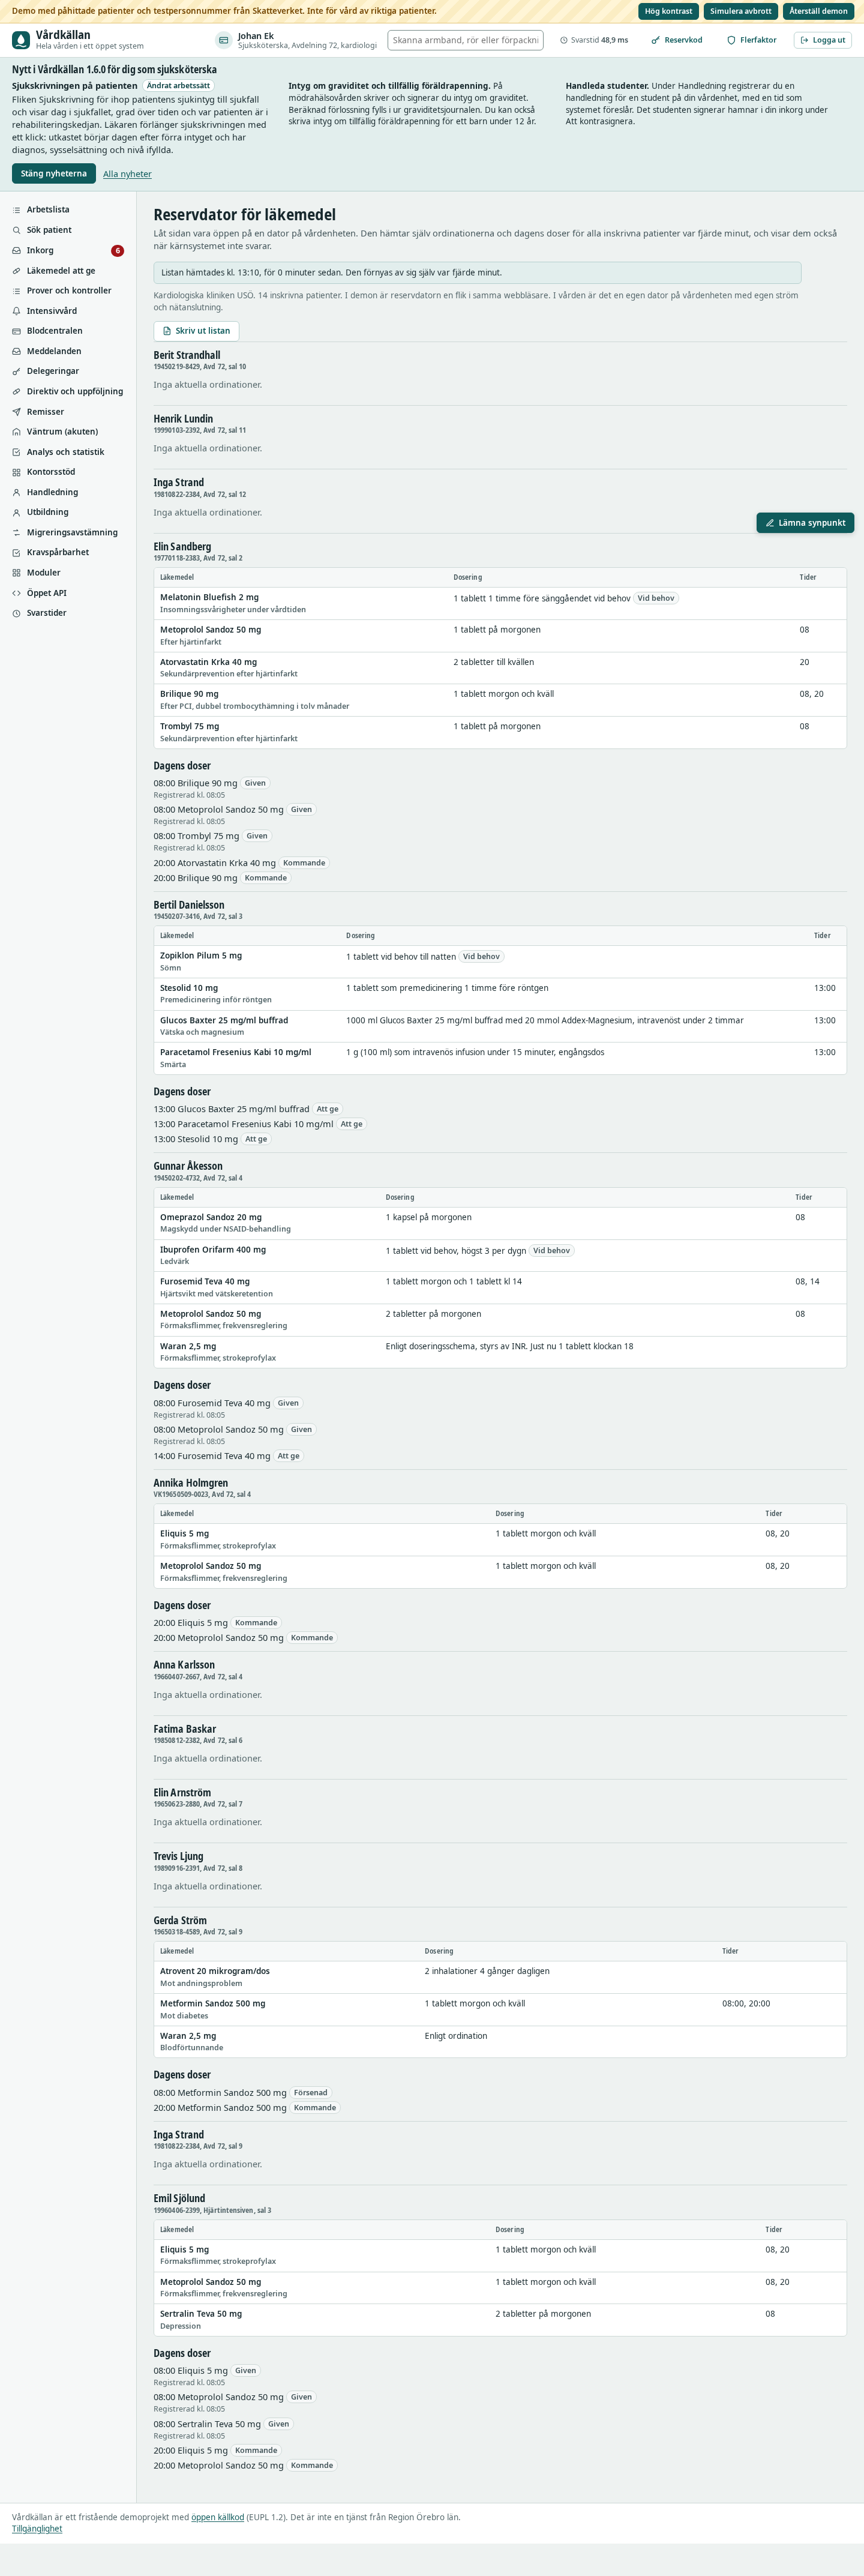 Demo med påhittade patienter och testpersonnummer från Skatteverket. Inte för vård av riktiga patienter.
Hög kontrast
Simulera avbrott
Återställ demon
Vårdkällan
Hela vården i ett öppet system
Johan Ek
Sjuksköterska, Avdelning 72, kardiologi
Skanna armband, rör eller förpackni
Svarstid 48,9 ms
Reservkod
Flerfaktor
Logga ut
Nytt i Vårdkällan 1.6.0 för dig som sjuksköterska
Sjukskrivningen på patienten Ändrat arbetssätt
Fliken Sjukskrivning för ihop patientens sjukintyg till sjukfall
och visar dag i sjukfallet, grad över tiden och var patienten är i
rehabiliteringskedjan. Läkaren förlänger sjukskrivningen med
ett klick: utkastet börjar dagen efter förra intyget och har
diagnos, sysselsättning och nivå ifyllda.
Intyg om graviditet och tillfällig föräldrapenning. På
mödrahälsovården skriver och signerar du intyg om graviditet.
Beräknad förlossning fylls i ur graviditetsjournalen. Du kan också
skriva intyg om tillfällig föräldrapenning för ett barn under 12 år.
Handleda studenter. Under Handledning registrerar du en
handledning för en student på din vårdenhet, med en tid som
systemet föreslår. Det studenten signerar hamnar i din inkorg under
Att kontrasignera.
Stäng nyheterna
Alla nyheter
Arbetslista
Sök patient
Inkorg 6
Läkemedel att ge
Prover och kontroller
Intensivvård
Blodcentralen
Meddelanden
Delegeringar
Direktiv och uppföljning
Remisser
Väntrum (akuten)
Analys och statistik
Kontorsstöd
Handledning
Utbildning
Migreringsavstämning
Kravspårbarhet
Moduler
Öppet API
Svarstider
Reservdator för läkemedel
Låt sidan vara öppen på en dator på vårdenheten. Den hämtar själv ordinationerna och dagens doser för alla inskrivna patienter var fjärde minut, och visar dem också
när kärnsystemet inte svarar.
Listan hämtades kl. 13:10, för 0 minuter sedan. Den förnyas av sig själv var fjärde minut.
Kardiologiska kliniken USÖ. 14 inskrivna patienter. I demon är reservdatorn en flik i samma webbläsare. I vården är det en egen dator på vårdenheten med egen ström
och nätanslutning.
Skriv ut listan
Berit Strandhall
19450219-8429, Avd 72, sal 10
Inga aktuella ordinationer.
Henrik Lundin
19990103-2392, Avd 72, sal 11
Inga aktuella ordinationer.
Inga Strand
19810822-2384, Avd 72, sal 12
Inga aktuella ordinationer.
Lämna synpunkt
Elin Sandberg
19770118-2383, Avd 72, sal 2
Läkemedel Dosering Tider
Melatonin Bluefish 2 mg 1 tablett 1 timme före sänggåendet vid behov Vid behov
Insomningssvårigheter under vårdtiden
Metoprolol Sandoz 50 mg 1 tablett på morgonen 08
Efter hjärtinfarkt
Atorvastatin Krka 40 mg 2 tabletter till kvällen 20
Sekundärprevention efter hjärtinfarkt
Brilique 90 mg 1 tablett morgon och kväll 08, 20
Efter PCI, dubbel trombocythämning i tolv månader
Trombyl 75 mg 1 tablett på morgonen 08
Sekundärprevention efter hjärtinfarkt
Dagens doser
08:00 Brilique 90 mg Given
Registrerad kl. 08:05
08:00 Metoprolol Sandoz 50 mg Given
Registrerad kl. 08:05
08:00 Trombyl 75 mg Given
Registrerad kl. 08:05
20:00 Atorvastatin Krka 40 mg Kommande
20:00 Brilique 90 mg Kommande
Bertil Danielsson
19450207-3416, Avd 72, sal 3
Läkemedel Dosering Tider
Zopiklon Pilum 5 mg 1 tablett vid behov till natten Vid behov
Sömn
Stesolid 10 mg 1 tablett som premedicinering 1 timme före röntgen 13:00
Premedicinering inför röntgen
Glucos Baxter 25 mg/ml buffrad 1000 ml Glucos Baxter 25 mg/ml buffrad med 20 mmol Addex-Magnesium, intravenöst under 2 timmar 13:00
Vätska och magnesium
Paracetamol Fresenius Kabi 10 mg/ml 1 g (100 ml) som intravenös infusion under 15 minuter, engångsdos 13:00
Smärta
Dagens doser
13:00 Glucos Baxter 25 mg/ml buffrad Att ge
13:00 Paracetamol Fresenius Kabi 10 mg/ml Att ge
13:00 Stesolid 10 mg Att ge
Gunnar Åkesson
19450202-4732, Avd 72, sal 4
Läkemedel Dosering Tider
Omeprazol Sandoz 20 mg 1 kapsel på morgonen 08
Magskydd under NSAID-behandling
Ibuprofen Orifarm 400 mg 1 tablett vid behov, högst 3 per dygn Vid behov
Ledvärk
Furosemid Teva 40 mg 1 tablett morgon och 1 tablett kl 14 08, 14
Hjärtsvikt med vätskeretention
Metoprolol Sandoz 50 mg 2 tabletter på morgonen 08
Förmaksflimmer, frekvensreglering
Waran 2,5 mg Enligt doseringsschema, styrs av INR. Just nu 1 tablett klockan 18
Förmaksflimmer, strokeprofylax
Dagens doser
08:00 Furosemid Teva 40 mg Given
Registrerad kl. 08:05
08:00 Metoprolol Sandoz 50 mg Given
Registrerad kl. 08:05
14:00 Furosemid Teva 40 mg Att ge
Annika Holmgren
VK19650509-0023, Avd 72, sal 4
Läkemedel Dosering Tider
Eliquis 5 mg 1 tablett morgon och kväll 08, 20
Förmaksflimmer, strokeprofylax
Metoprolol Sandoz 50 mg 1 tablett morgon och kväll 08, 20
Förmaksflimmer, frekvensreglering
Dagens doser
20:00 Eliquis 5 mg Kommande
20:00 Metoprolol Sandoz 50 mg Kommande
Anna Karlsson
19660407-2667, Avd 72, sal 4
Inga aktuella ordinationer.
Fatima Baskar
19850812-2382, Avd 72, sal 6
Inga aktuella ordinationer.
Elin Arnström
19650623-2880, Avd 72, sal 7
Inga aktuella ordinationer.
Trevis Ljung
19890916-2391, Avd 72, sal 8
Inga aktuella ordinationer.
Gerda Ström
19650318-4589, Avd 72, sal 9
Läkemedel Dosering Tider
Atrovent 20 mikrogram/dos 2 inhalationer 4 gånger dagligen
Mot andningsproblem
Metformin Sandoz 500 mg 1 tablett morgon och kväll 08:00, 20:00
Mot diabetes
Waran 2,5 mg Enligt ordination
Blodförtunnande
Dagens doser
08:00 Metformin Sandoz 500 mg Försenad
20:00 Metformin Sandoz 500 mg Kommande
Inga Strand
19810822-2384, Avd 72, sal 9
Inga aktuella ordinationer.
Emil Sjölund
19960406-2399, Hjärtintensiven, sal 3
Läkemedel Dosering Tider
Eliquis 5 mg 1 tablett morgon och kväll 08, 20
Förmaksflimmer, strokeprofylax
Metoprolol Sandoz 50 mg 1 tablett morgon och kväll 08, 20
Förmaksflimmer, frekvensreglering
Sertralin Teva 50 mg 2 tabletter på morgonen 08
Depression
Dagens doser
08:00 Eliquis 5 mg Given
Registrerad kl. 08:05
08:00 Metoprolol Sandoz 50 mg Given
Registrerad kl. 08:05
08:00 Sertralin Teva 50 mg Given
Registrerad kl. 08:05
20:00 Eliquis 5 mg Kommande
20:00 Metoprolol Sandoz 50 mg Kommande
Vårdkällan är ett fristående demoprojekt med öppen källkod (EUPL 1.2). Det är inte en tjänst från Region Örebro län.
Tillgänglighet